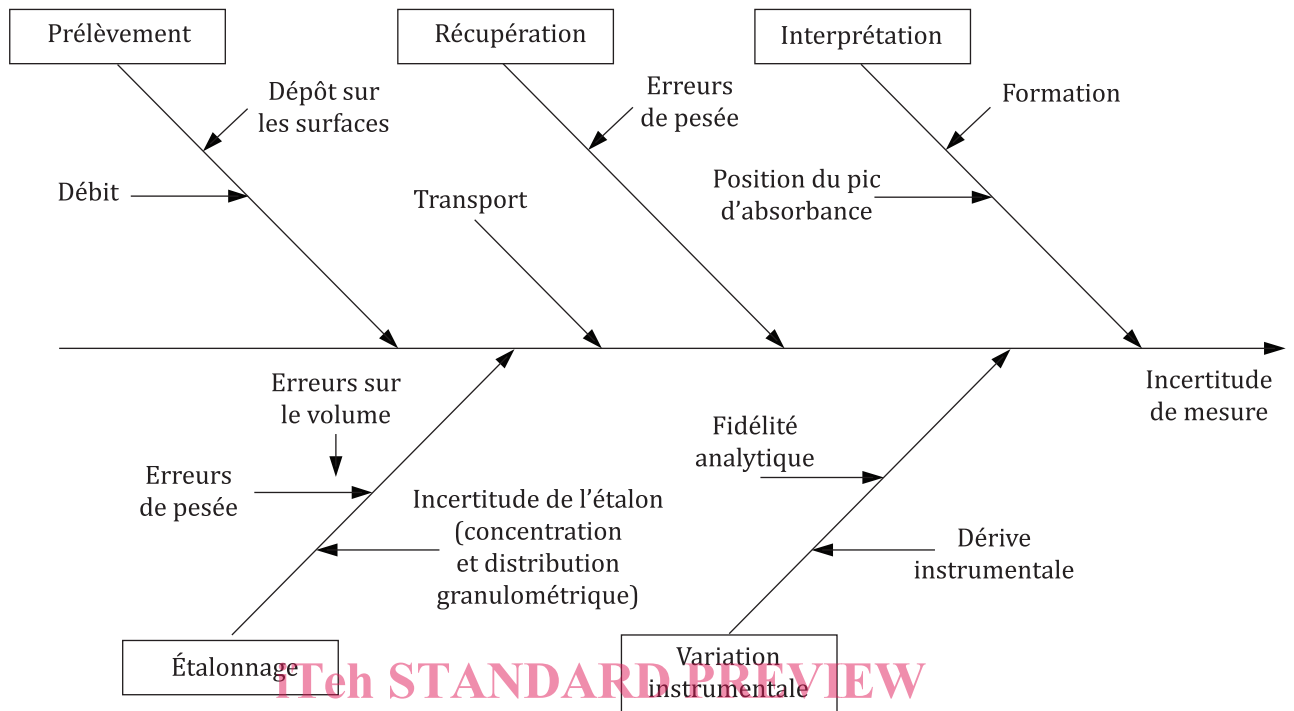 Prélèvement
Récupération
Interprétation
Dépôt sur
les surfaces
Erreurs
de pesée
Formation
Débit
Transport
Position du pic
d’absorbance
Incertitude
de mesure
Erreurs sur
le volume
Erreurs
de pesée
Incertitude de l’étalon
(concentration
et distribution
granulométrique)
Fidélité
analytique
Dérive
instrumentale
Étalonnage
Variation
instrumentale
iTeh STANDARD PREVIEW